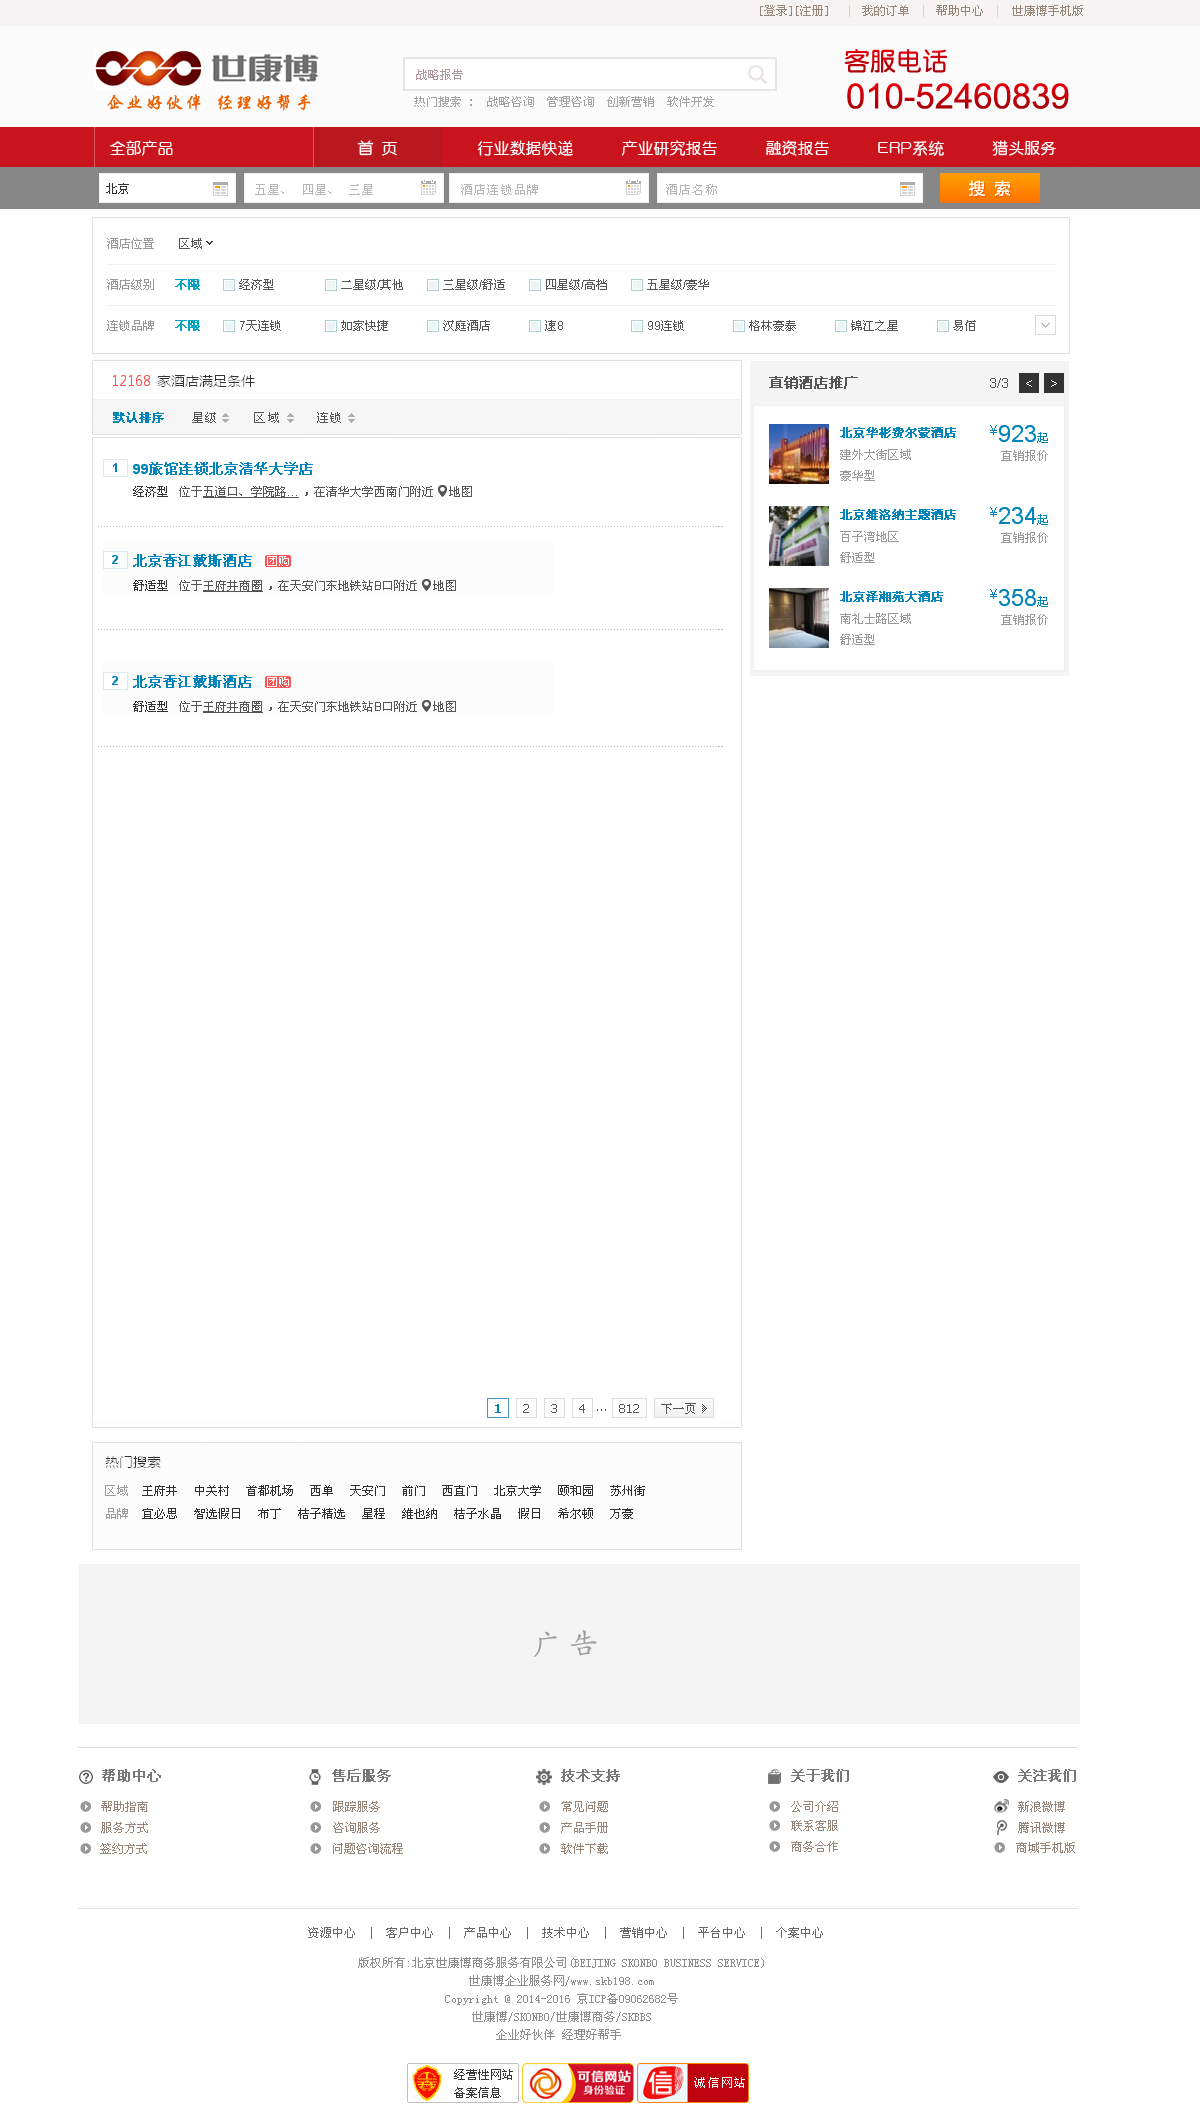 [登录][注册] | 我的订单 | 帮助中心 | 世康博手机版
世康博
企业好伙伴 经理好帮手
战略报告
热门搜索 : 战略咨询 管理咨询 创新营销 软件开发
客服电话
010-52460839
全部产品 首 页 行业数据快递 产业研究报告 融资报告 ERP系统 猎头服务
北京 五星、 四星、 三星 酒店连锁品牌 酒店名称 搜 索
酒店位置 区域
酒店级别 不限 经济型 二星级/其他 三星级/舒适 四星级/高档 五星级/豪华
连锁品牌 不限 7天连锁 如家快捷 汉庭酒店 速8 99连锁 格林豪泰 锦江之星 易佰
12168 家酒店满足条件
默认排序 星级 区域 连锁
1 99旅馆连锁北京清华大学店
经济型 位于五道口、学院路... ，在清华大学西南门附近 地图
2 北京香江戴斯酒店 团购
舒适型 位于王府井商圈 ，在天安门东地铁站B口附近 地图
2 北京香江戴斯酒店 团购
舒适型 位于王府井商圈 ，在天安门东地铁站B口附近 地图
1 2 3 4 ... 812 下一页
直销酒店推广 3/3 < >
北京华彬费尔蒙酒店 ¥923起
建外大街区域 直销报价
豪华型
北京维洛纳主题酒店 ¥234起
百子湾地区 直销报价
舒适型
北京泽湘苑大酒店 ¥358起
南礼士路区域 直销报价
舒适型
热门搜索
区域 王府井 中关村 首都机场 西单 天安门 前门 西直门 北京大学 颐和园 苏州街
品牌 宜必思 智选假日 布丁 桔子精选 星程 维也纳 桔子水晶 假日 希尔顿 万豪
广告
帮助中心 售后服务 技术支持 关于我们 关注我们
帮助指南 跟踪服务 常见问题 公司介绍 新浪微博
服务方式 咨询服务 产品手册 联系客服 腾讯微博
签约方式 问题咨询流程 软件下载 商务合作 商城手机版
资源中心 | 客户中心 | 产品中心 | 技术中心 | 营销中心 | 平台中心 | 个案中心
版权所有:北京世康博商务服务有限公司(BEIJING SKONBO BUSINESS SERVICE)
世康博企业服务网/www.skb198.com
Copyright @ 2014-2016 京ICP备09062682号
世康博/SKONBO/世康博商务/SKBBS
企业好伙伴 经理好帮手
经营性网站
备案信息
可信网站
身份验证
信
诚信网站